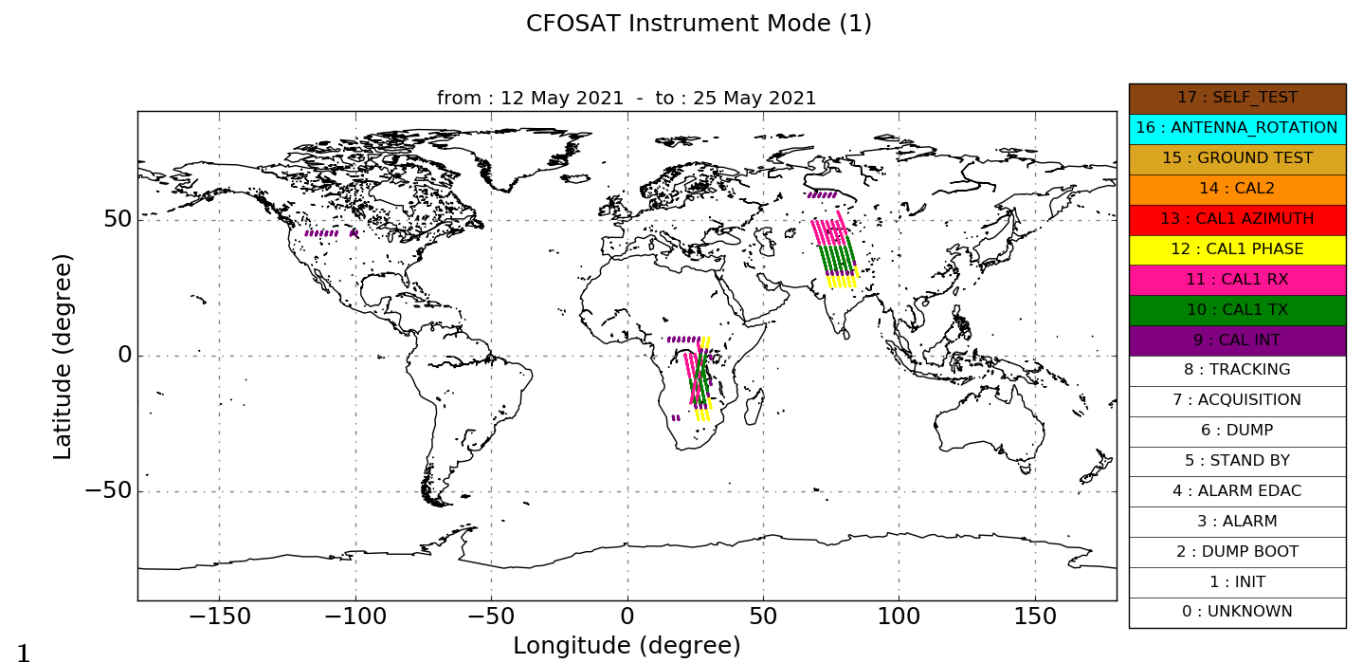 CFOSAT Instrument Mode (1)
from : 12 May 2021 - to : 25 May 2021
17 : SELF_TEST
16 : ANTENNA_ROTATION
15 : GROUND TEST
14 : CAL2
13 : CAL1 AZIMUTH
12 : CAL1 PHASE
11 : CAL1 RX
10 : CAL1 TX
9 : CAL INT
8 : TRACKING
7 : ACQUISITION
6 : DUMP
5 : STAND BY
4 : ALARM EDAC
3 : ALARM
2 : DUMP BOOT
1 : INIT
0 : UNKNOWN
Latitude (degree)
50
0
−50
−150 −100 −50 0 50 100 150
Longitude (degree)
1